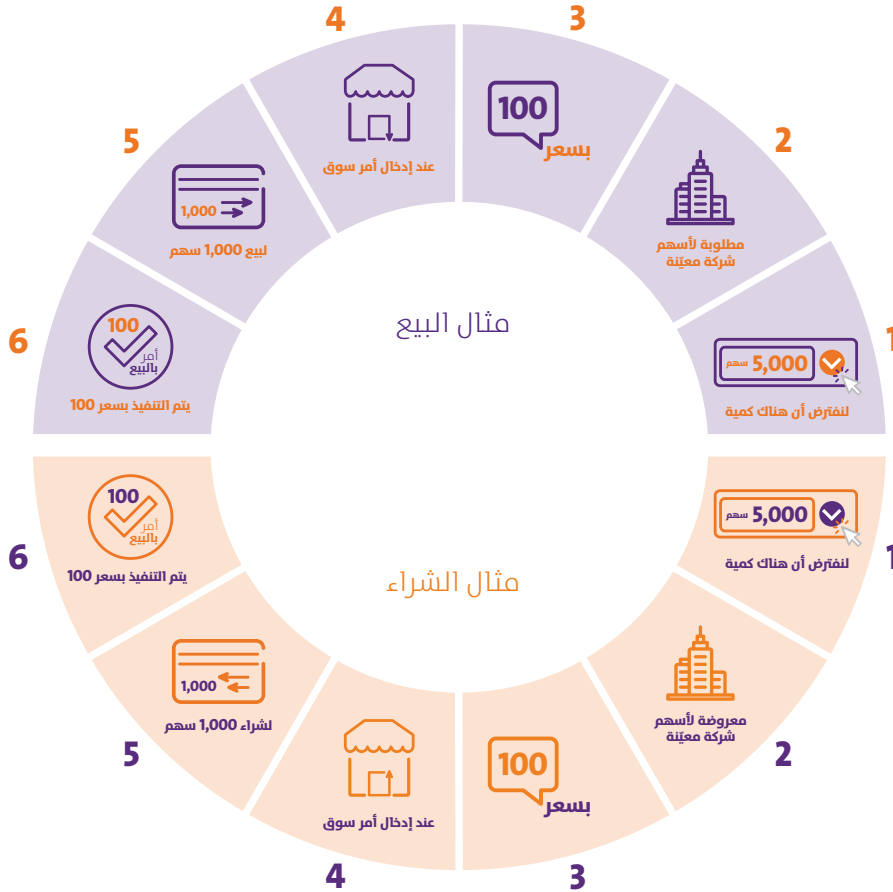 مثال البيع
1
5,000 سهم
لنفترض أن هناك كمية
2
مطلوبة لأسهم
شركة معيّنة
3
100
بسعر
4
عند إدخال أمر سوق
5
1,000
لبيع 1,000 سهم
6
100
أمر
بالبيع
يتم التنفيذ بسعر 100
مثال الشراء
1
5,000 سهم
لنفترض أن هناك كمية
2
معروضة لأسهم
شركة معيّنة
3
100
بسعر
4
عند إدخال أمر سوق
5
1,000
لشراء 1,000 سهم
6
100
أمر
بالبيع
يتم التنفيذ بسعر 100